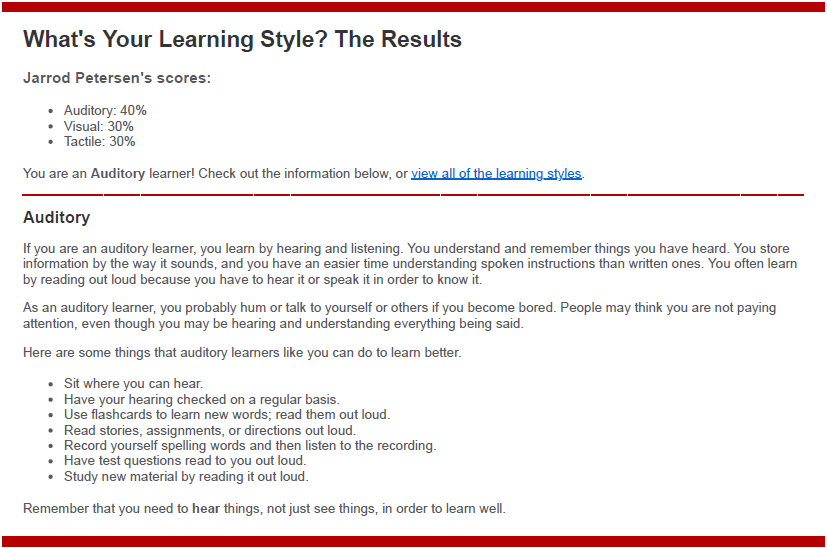 What's Your Learning Style? The Results
Jarrod Petersen's scores:
• Auditory: 40%
• Visual: 30%
• Tactile: 30%
You are an Auditory learner! Check out the information below, or view all of the learning styles.
Auditory
If you are an auditory learner, you learn by hearing and listening. You understand and remember things you have heard. You store
information by the way it sounds, and you have an easier time understanding spoken instructions than written ones. You often learn
by reading out loud because you have to hear it or speak it in order to know it.
As an auditory learner, you probably hum or talk to yourself or others if you become bored. People may think you are not paying
attention, even though you may be hearing and understanding everything being said.
Here are some things that auditory learners like you can do to learn better.
• Sit where you can hear.
• Have your hearing checked on a regular basis.
• Use flashcards to learn new words; read them out loud.
• Read stories, assignments, or directions out loud.
• Record yourself spelling words and then listen to the recording.
• Have test questions read to you out loud.
• Study new material by reading it out loud.
Remember that you need to hear things, not just see things, in order to learn well.